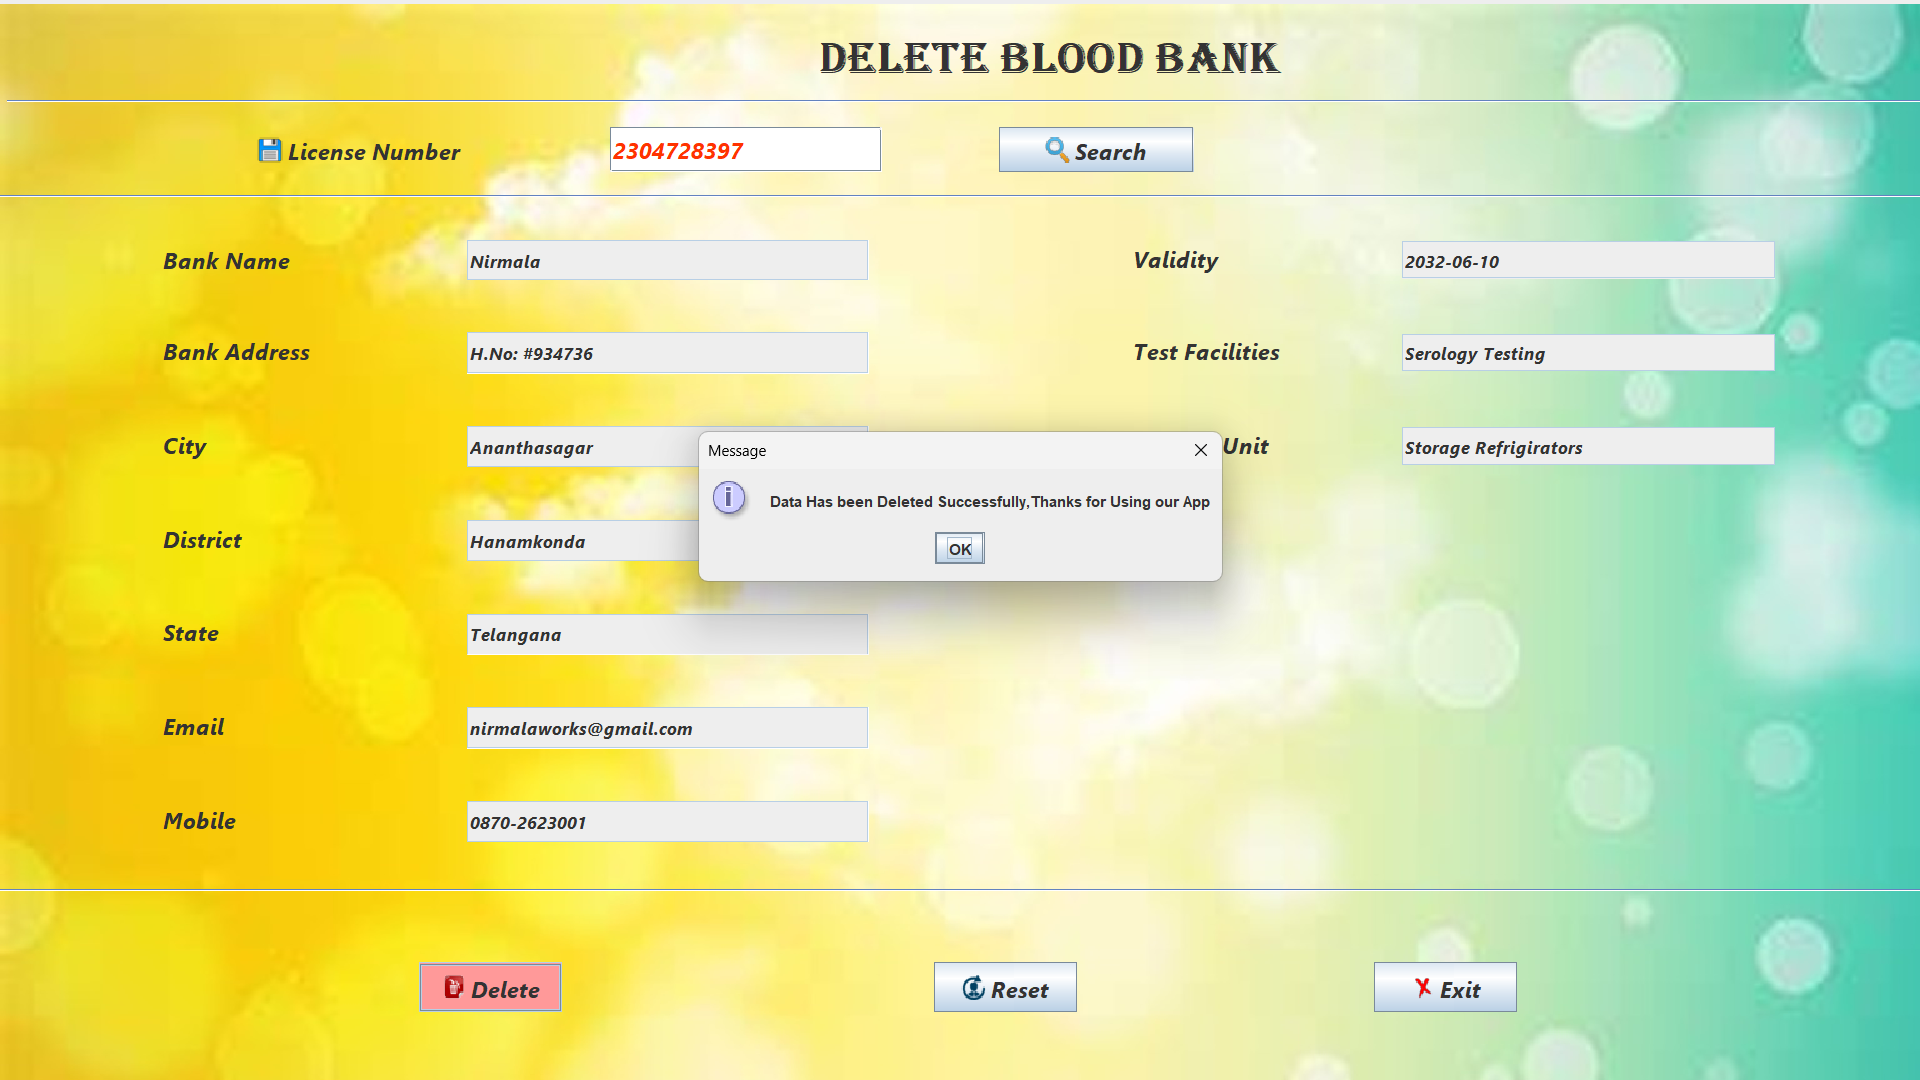 DELETE BLOOD BANK
License Number 2304728397 Search
Bank Name Nirmala Validity 2032-06-10
Bank Address H.No: #934736 Test Facilities Serology Testing
City Ananthasagar Unit Storage Refrigirators
Message
Data Has been Deleted Successfully,Thanks for Using our App
OK
District Hanamkonda
State Telangana
Email nirmalaworks@gmail.com
Mobile 0870-2623001
Delete Reset Exit